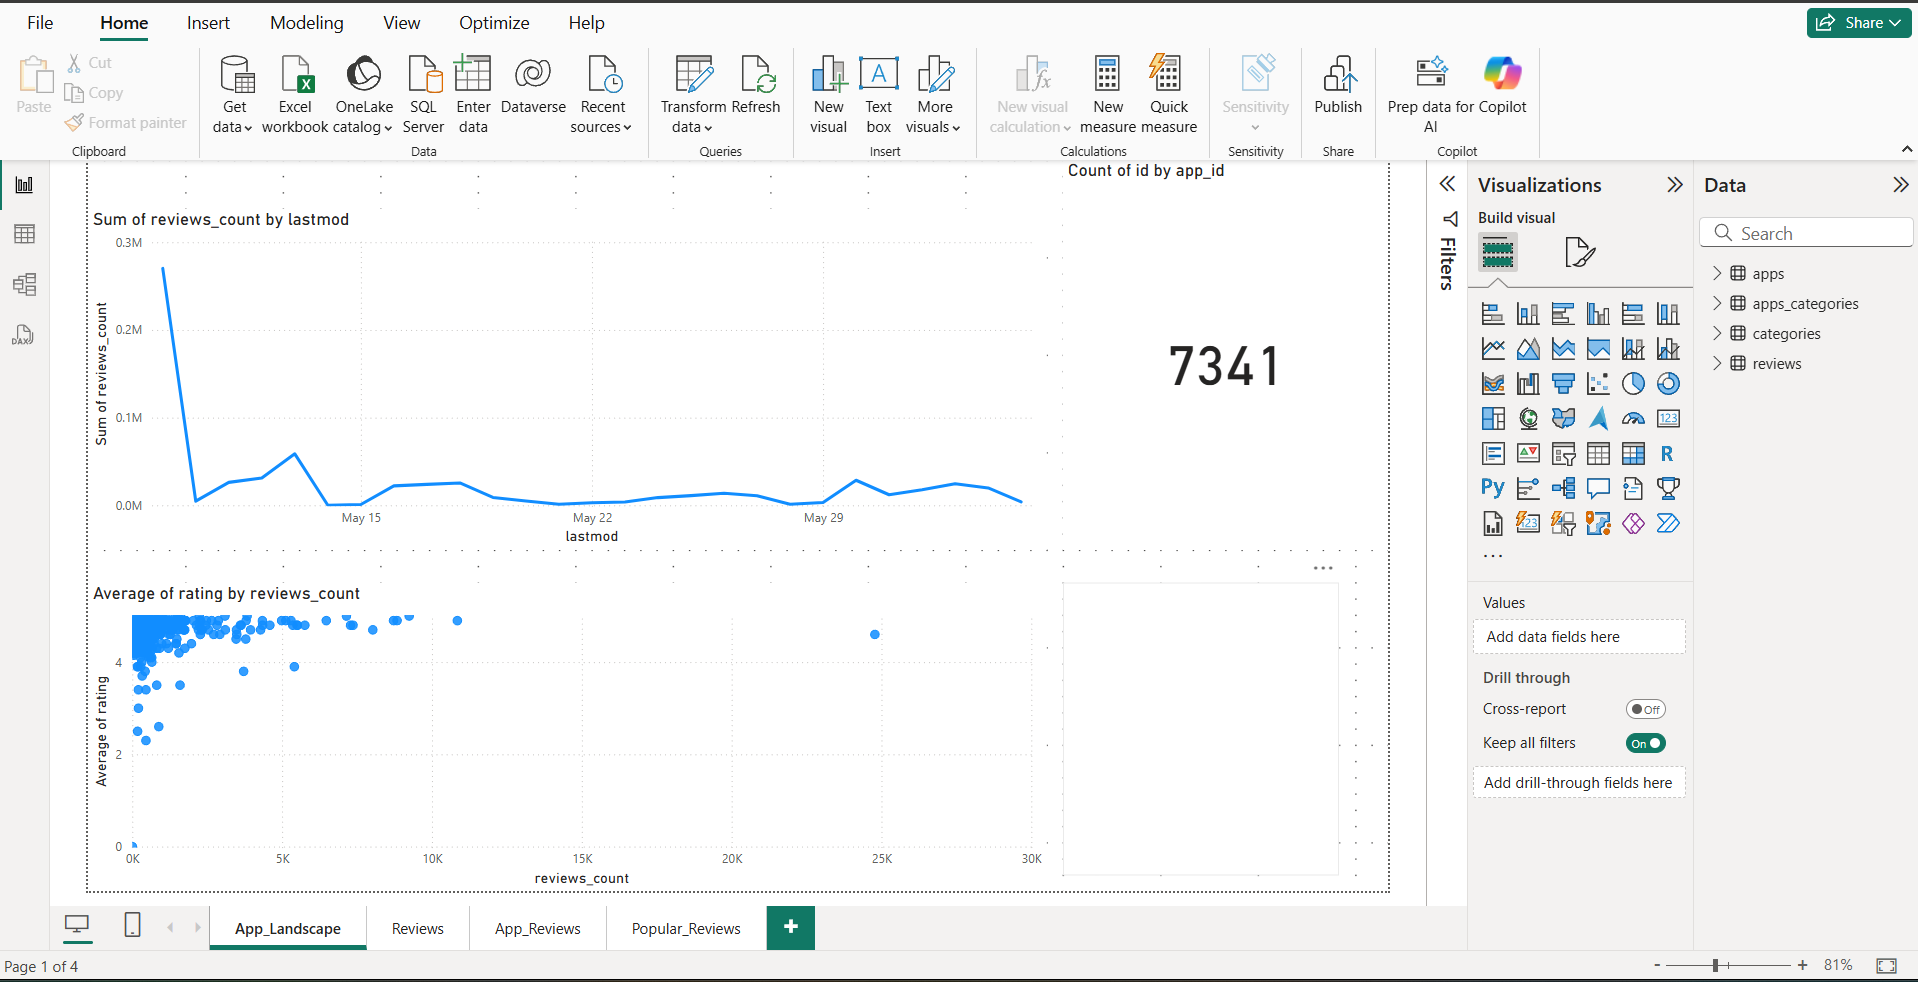 File Home Insert Modeling View Optimize Help
Share
Paste
Cut
Copy
Format painter
Clipboard
Get data
Excel workbook
OneLake catalog
SQL Server
Enter data
Dataverse
Recent sources
Data
Transform data
Refresh
Queries
New visual
Text box
More visuals
Insert
New visual calculation
New measure
Quick measure
Calculations
Sensitivity
Sensitivity
Publish
Share
Prep data for AI
Copilot
Copilot
Count of id by app_id
7341
Sum of reviews_count by lastmod
Sum of reviews_count
0.3M
0.2M
0.1M
0.0M
May 15 May 22 May 29
lastmod
Average of rating by reviews_count
Average of rating
4
2
0
0K 5K 10K 15K 20K 25K 30K
reviews_count
Filters
Visualizations
Build visual
123
R
Py
123
Values
Add data fields here
Drill through
Cross-report Off
Keep all filters On
Add drill-through fields here
Data
Search
apps
apps_categories
categories
reviews
DAX
App_Landscape Reviews App_Reviews Popular_Reviews +
Page 1 of 4
- + 81%